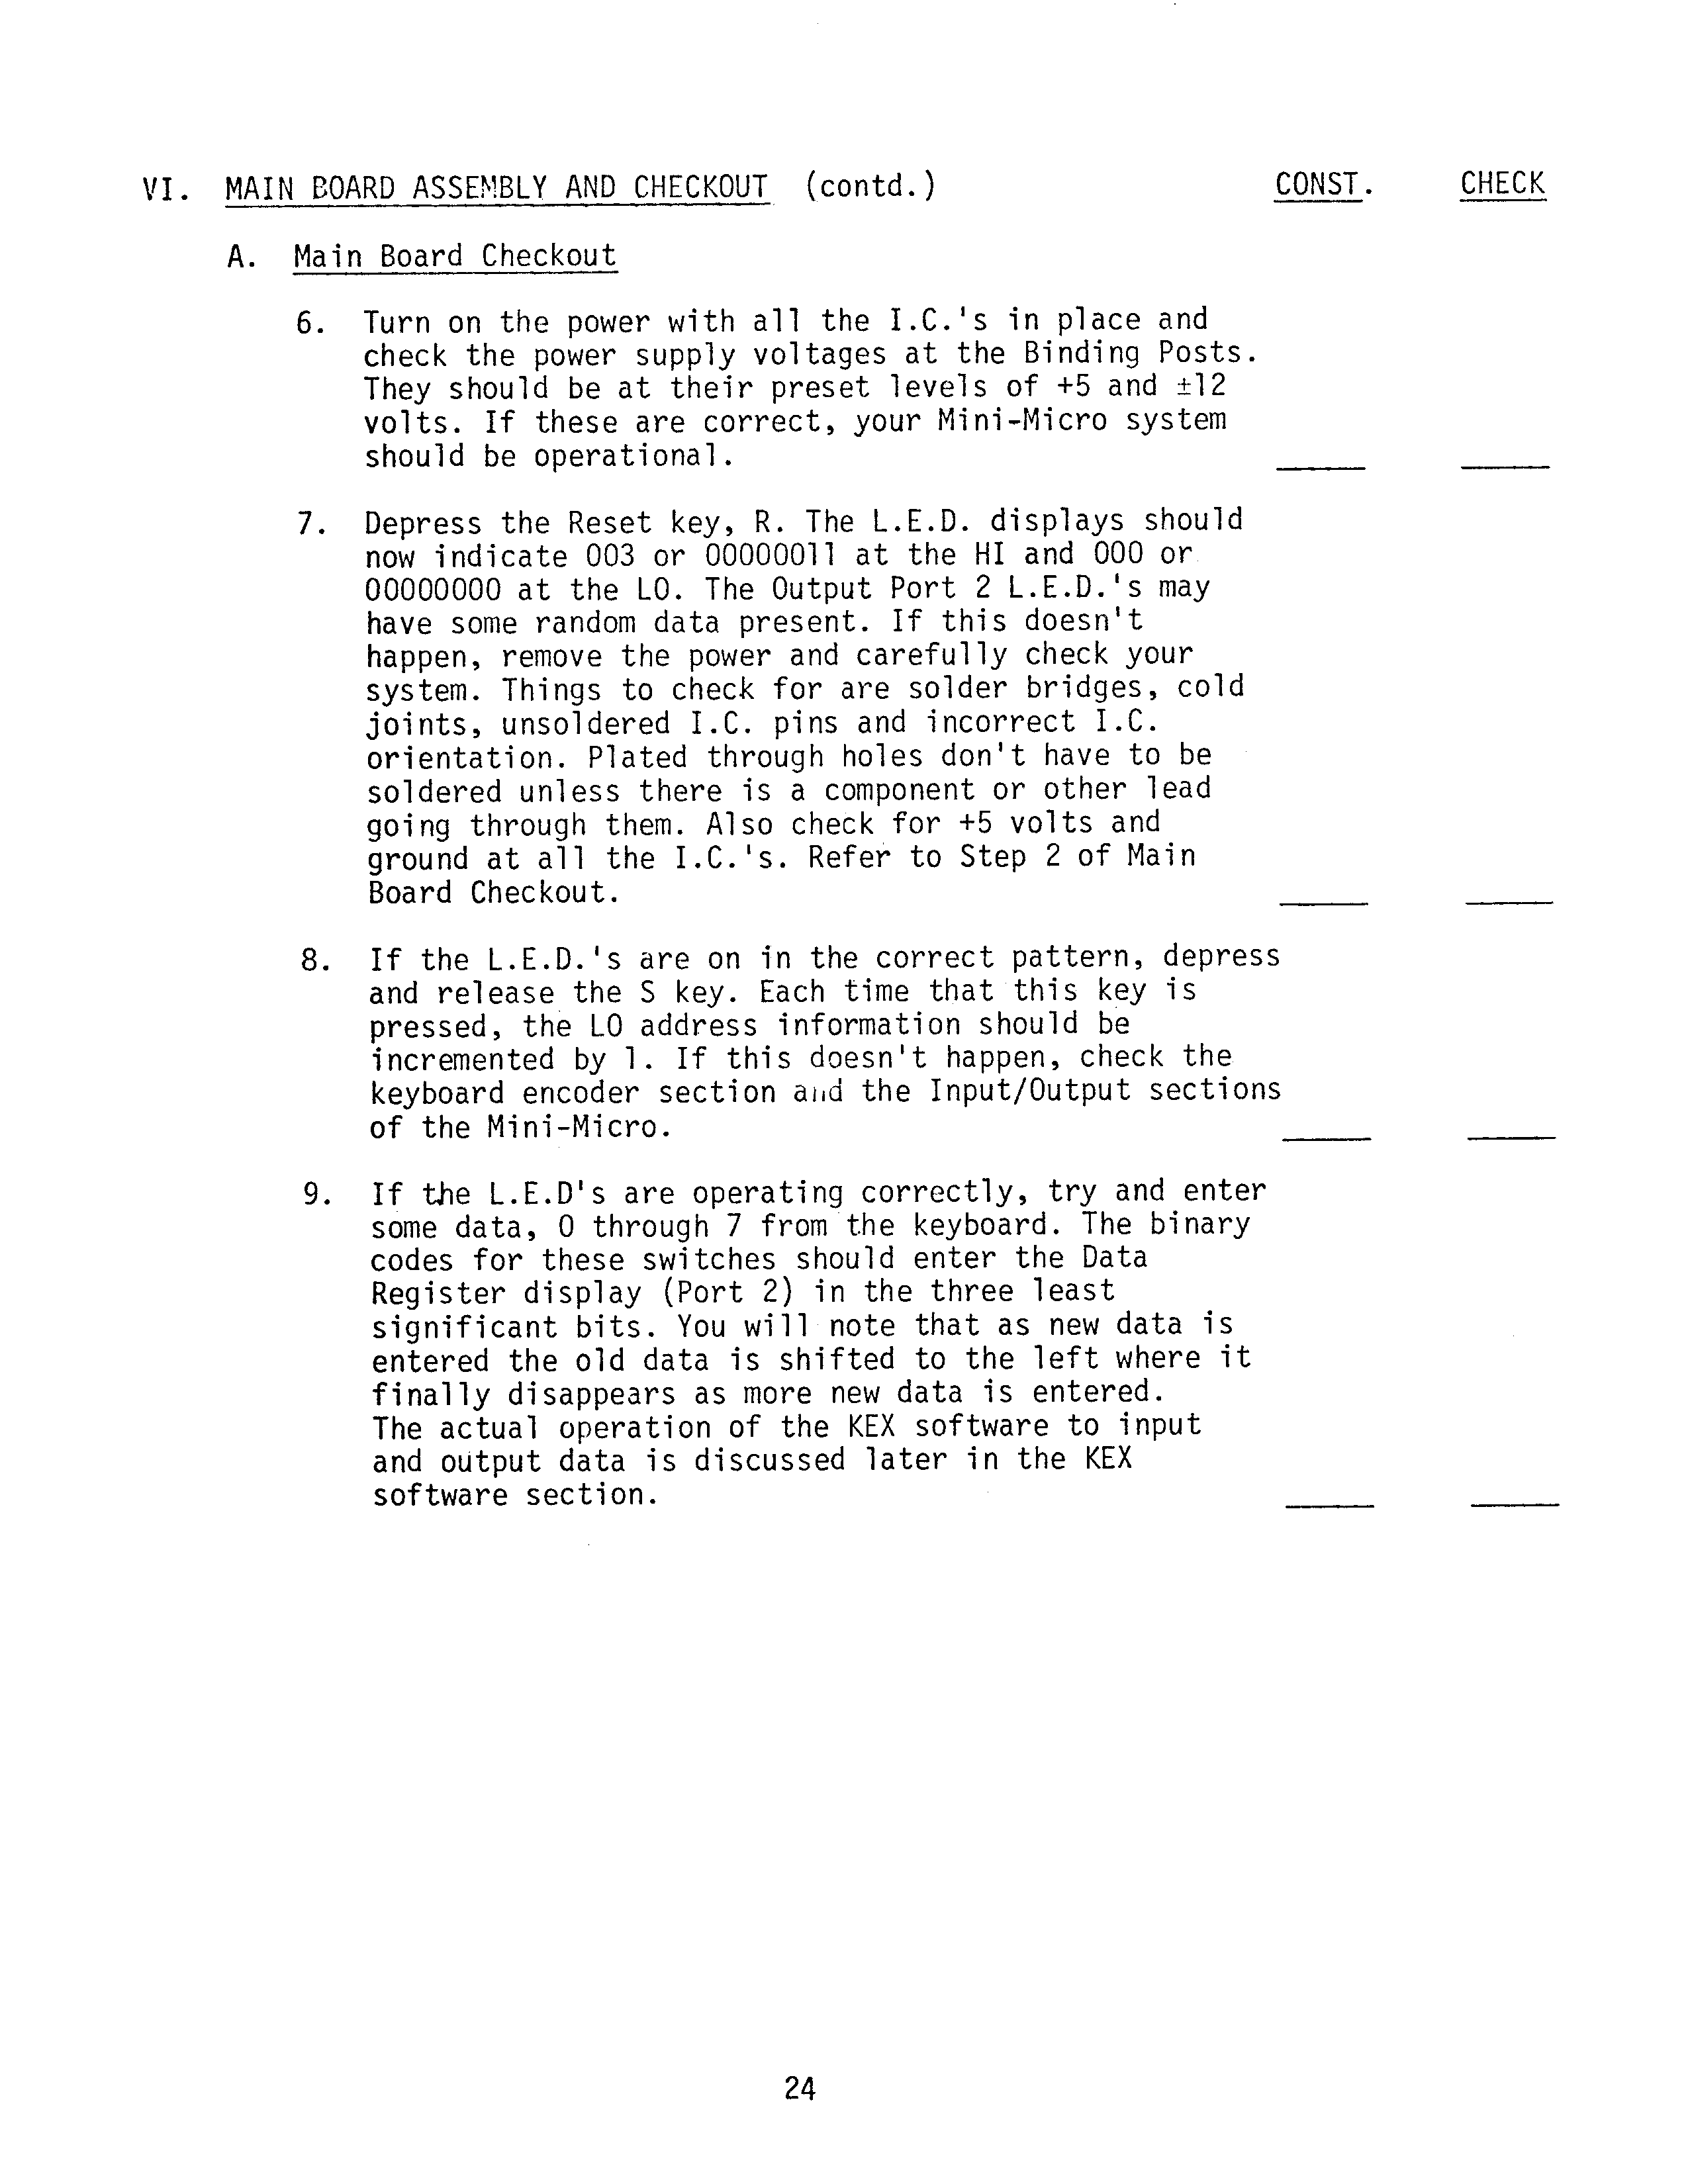 VI. MAIN BOARD ASSEMBLY AND CHECKOUT (contd.) CONST. CHECK
A. Main Board Checkout
6. Turn on the power with all the I.C.'s in place and
check the power supply voltages at the Binding Posts.
They should be at their preset levels of +5 and ±12
volts. If these are correct, your Mini-Micro system
should be operational.
7. Depress the Reset key, R. The L.E.D. displays should
now indicate 003 or 00000011 at the HI and 000 or
00000000 at the LO. The Output Port 2 L.E.D.'s may
have some random data present. If this doesn't
happen, remove the power and carefully check your
system. Things to check for are solder bridges, cold
joints, unsoldered I.C. pins and incorrect I.C.
orientation. Plated through holes don't have to be
soldered unless there is a component or other lead
going through them. Also check for +5 volts and
ground at all the I.C.'s. Refer to Step 2 of Main
Board Checkout.
8. If the L.E.D.'s are on in the correct pattern, depress
and release the S key. Each time that this key is
pressed, the LO address information should be
incremented by 1. If this doesn't happen, check the
keyboard encoder section and the Input/Output sections
of the Mini-Micro.
9. If the L.E.D's are operating correctly, try and enter
some data, 0 through 7 from the keyboard. The binary
codes for these switches should enter the Data
Register display (Port 2) in the three least
significant bits. You will note that as new data is
entered the old data is shifted to the left where it
finally disappears as more new data is entered.
The actual operation of the KEX software to input
and output data is discussed later in the KEX
software section.
24